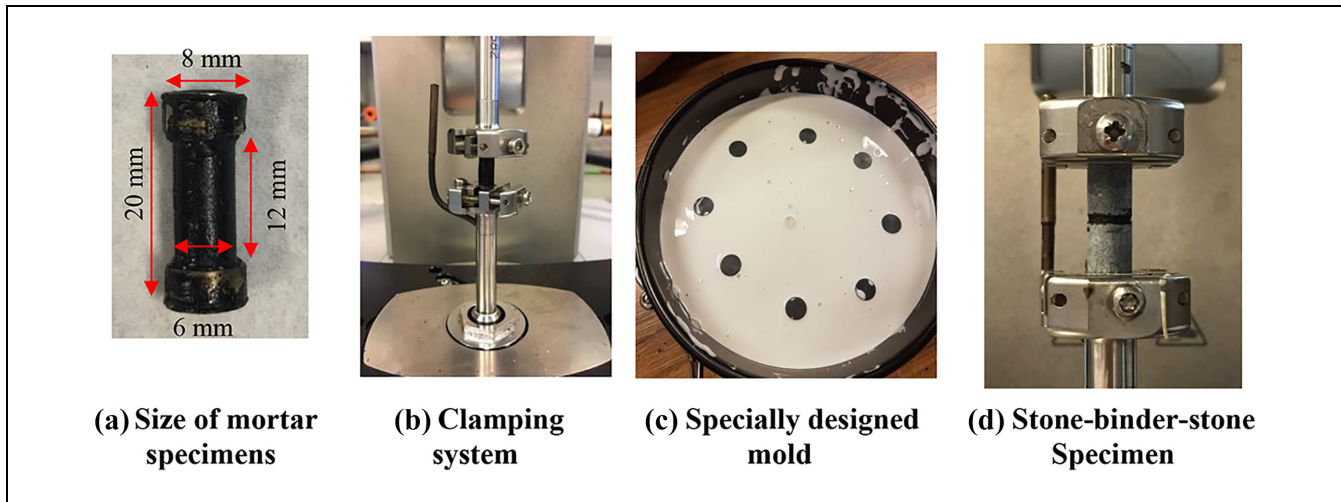 8 mm
20 mm
12 mm
6 mm
(a) Size of mortar
specimens
(b) Clamping
system
(c) Specially designed
mold
(d) Stone-binder-stone
Specimen